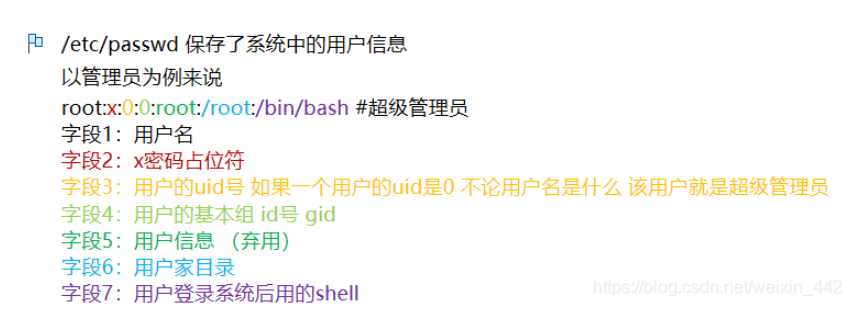 /etc/passwd 保存了系统中的用户信息
以管理员为例来说
root:x:0:0:root:/root:/bin/bash #超级管理员
字段1：用户名
字段2：x密码占位符
字段3：用户的uid号 如果一个用户的uid是0 不论用户名是什么 该用户就是超级管理员
字段4：用户的基本组 id号 gid
字段5：用户信息 （弃用）
字段6：用户家目录
字段7：用户登录系统后用的shell
https://blog.csdn.net/weixin_442